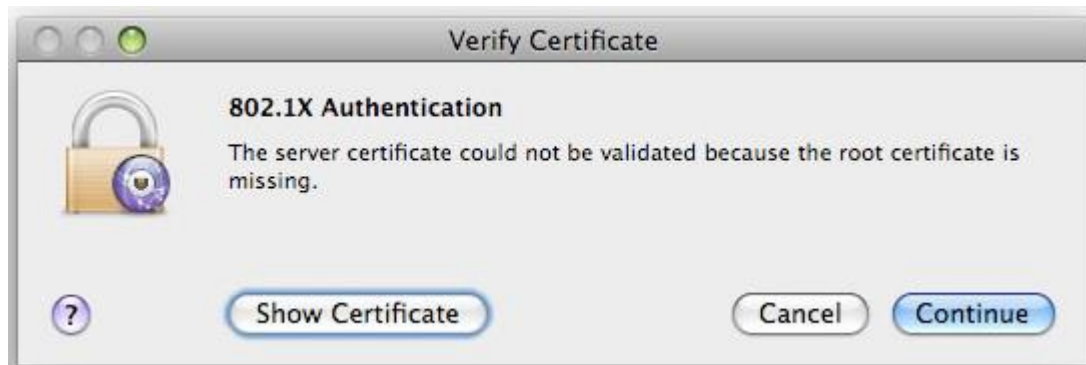 Verify Certificate
802.1X Authentication
The server certificate could not be validated because the root certificate is
missing.
?
Show Certificate
Cancel
Continue